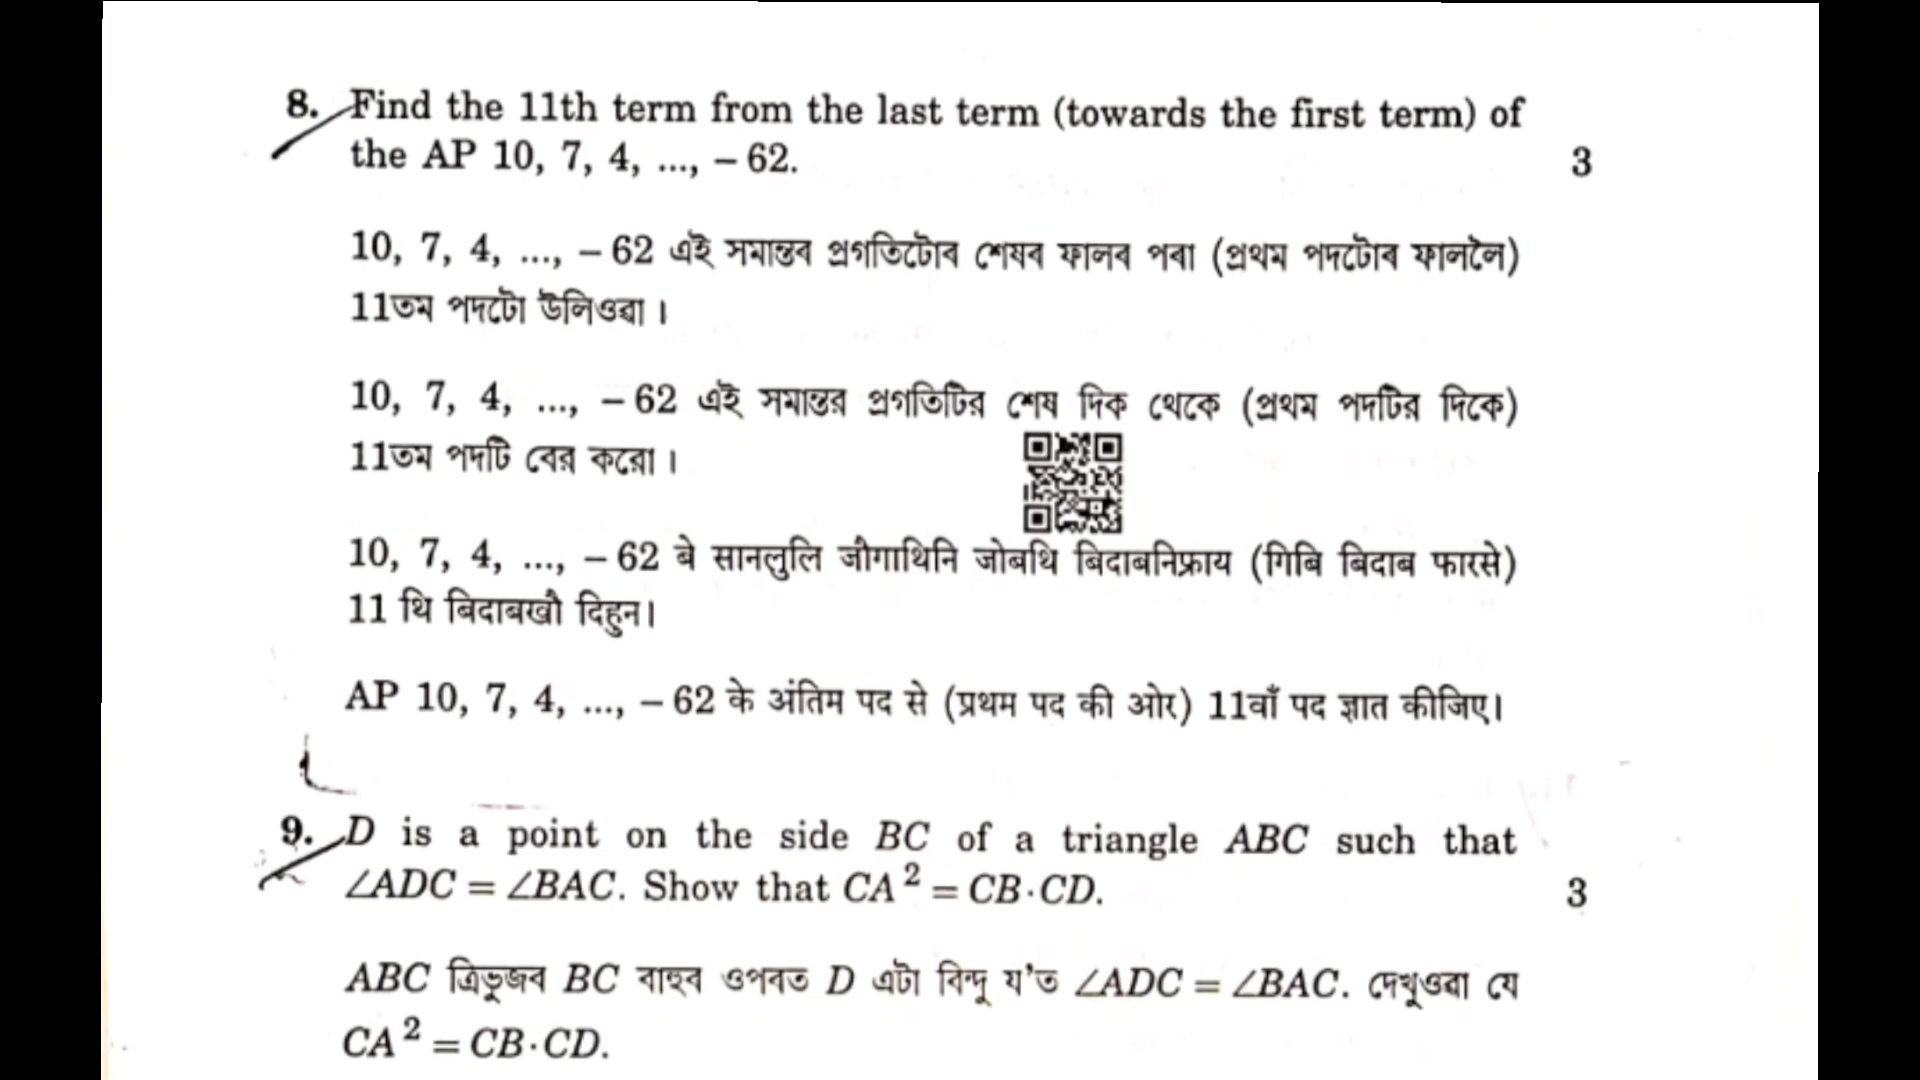 8. Find the 11th term from the last term (towards the first term) of
the AP 10, 7, 4, ..., – 62. 3
10, 7, 4, ..., – 62 এই সমান্তৰ প্ৰগতিটোৰ শেষৰ ফালৰ পৰা (প্ৰথম পদটোৰ ফাললৈ)
11তম পদটো উলিওৱা ।
10, 7, 4, ..., – 62 এই সমান্তর প্রগতিটির শেষ দিক থেকে (প্রথম পদটির দিকে)
11তম পদটি বের করো ।
10, 7, 4, ..., – 62 बे सानलुलि जौगाथिनि जोबथि बिदाबनिफ्राय (गिबि बिदाब फारसे)
11 थि बिदाबखौ दिहुन।
AP 10, 7, 4, ..., – 62 के अंतिम पद से (प्रथम पद की ओर) 11वाँ पद ज्ञात कीजिए।
9. D is a point on the side BC of a triangle ABC such that
∠ADC = ∠BAC. Show that CA² = CB·CD. 3
ABC ত্ৰিভুজৰ BC বাহুৰ ওপৰত D এটা বিন্দু য'ত ∠ADC = ∠BAC. দেখুওৱা যে
CA² = CB·CD.